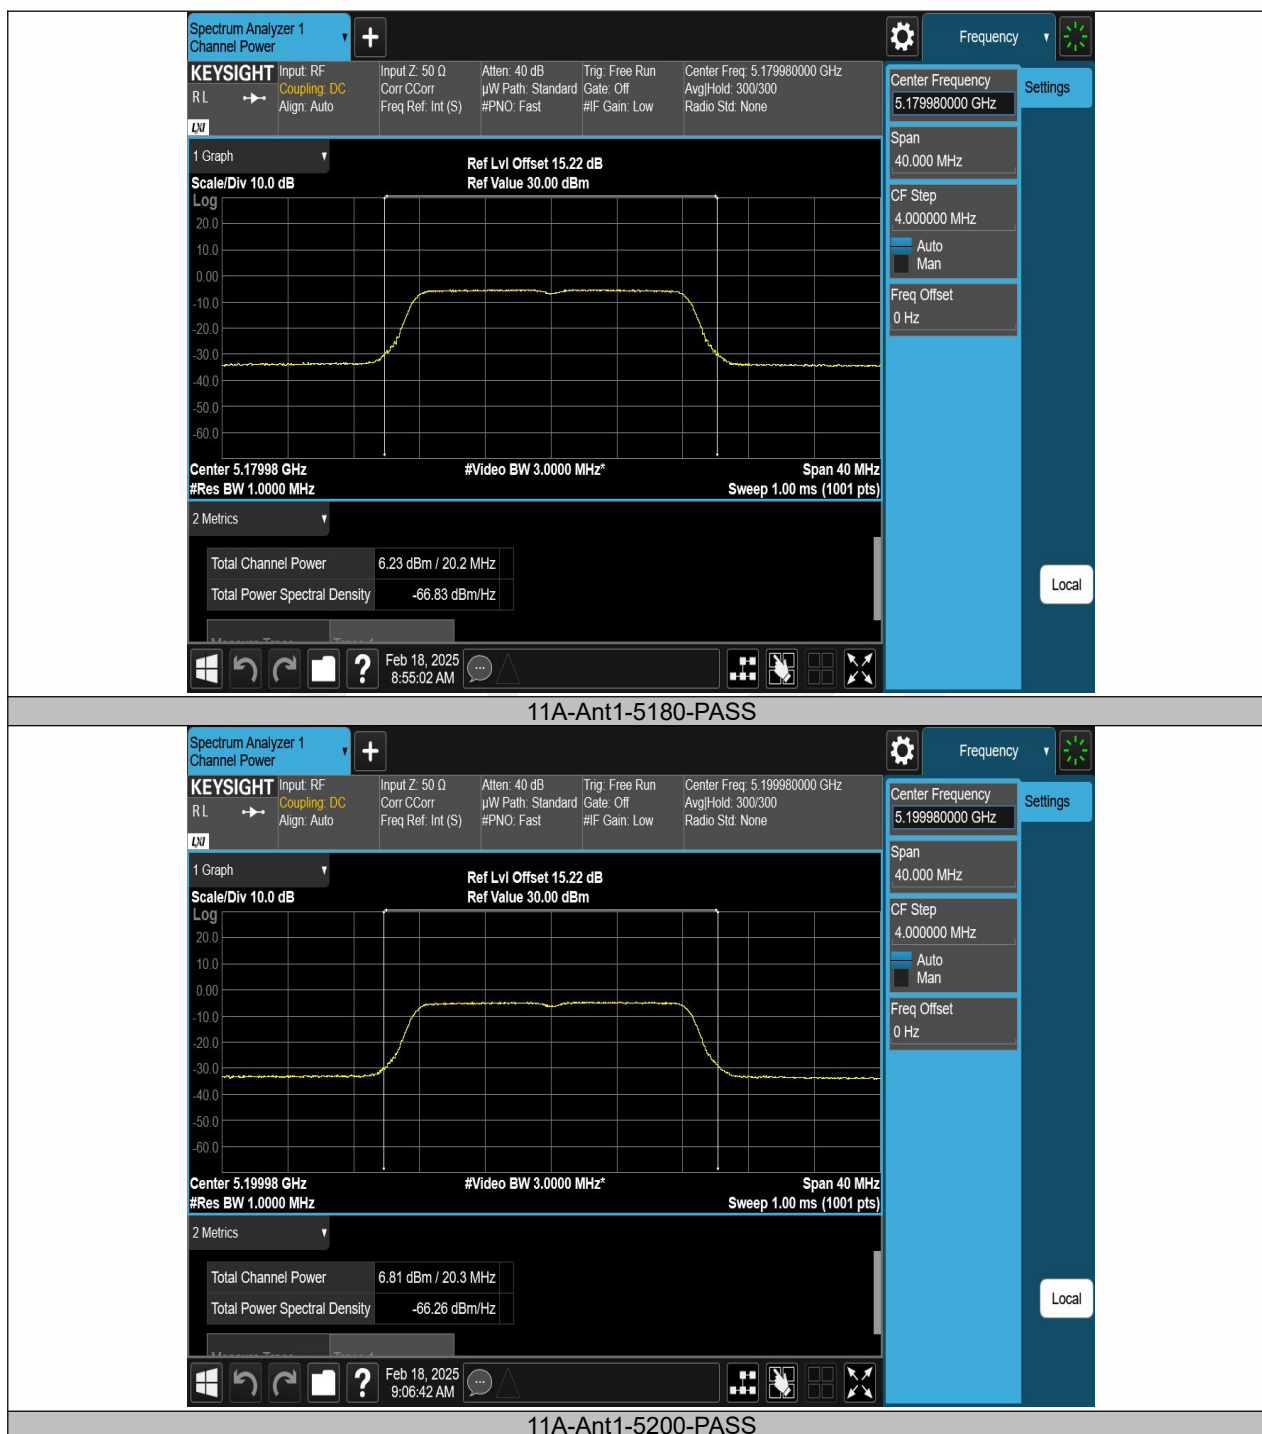 Spectrum Analyzer 1
Channel Power
+
Frequency
KEYSIGHT
R L
LXI
Input: RF
Coupling: DC
Align: Auto
Input Z: 50 Ω
Corr CCorr
Freq Ref: Int (S)
Atten: 40 dB
µW Path: Standard
#PNO: Fast
Trig: Free Run
Gate: Off
#IF Gain: Low
Center Freq: 5.179980000 GHz
Avg|Hold: 300/300
Radio Std: None
Center Frequency
5.179980000 GHz
Settings
Span
40.000 MHz
CF Step
4.000000 MHz
Auto
Man
Freq Offset
0 Hz
Local
1 Graph
Scale/Div 10.0 dB
Ref Lvl Offset 15.22 dB
Ref Value 30.00 dBm
Log
20.0
10.0
0.00
-10.0
-20.0
-30.0
-40.0
-50.0
-60.0
Center 5.17998 GHz
#Video BW 3.0000 MHz*
Span 40 MHz
#Res BW 1.0000 MHz
Sweep 1.00 ms (1001 pts)
2 Metrics
Total Channel Power 6.23 dBm / 20.2 MHz
Total Power Spectral Density -66.83 dBm/Hz
?
Feb 18, 2025
8:55:02 AM
11A-Ant1-5180-PASS
Spectrum Analyzer 1
Channel Power
+
Frequency
KEYSIGHT
R L
LXI
Input: RF
Coupling: DC
Align: Auto
Input Z: 50 Ω
Corr CCorr
Freq Ref: Int (S)
Atten: 40 dB
µW Path: Standard
#PNO: Fast
Trig: Free Run
Gate: Off
#IF Gain: Low
Center Freq: 5.199980000 GHz
Avg|Hold: 300/300
Radio Std: None
Center Frequency
5.199980000 GHz
Settings
Span
40.000 MHz
CF Step
4.000000 MHz
Auto
Man
Freq Offset
0 Hz
Local
1 Graph
Scale/Div 10.0 dB
Ref Lvl Offset 15.22 dB
Ref Value 30.00 dBm
Log
20.0
10.0
0.00
-10.0
-20.0
-30.0
-40.0
-50.0
-60.0
Center 5.19998 GHz
#Video BW 3.0000 MHz*
Span 40 MHz
#Res BW 1.0000 MHz
Sweep 1.00 ms (1001 pts)
2 Metrics
Total Channel Power 6.81 dBm / 20.3 MHz
Total Power Spectral Density -66.26 dBm/Hz
?
Feb 18, 2025
9:06:42 AM
11A-Ant1-5200-PASS